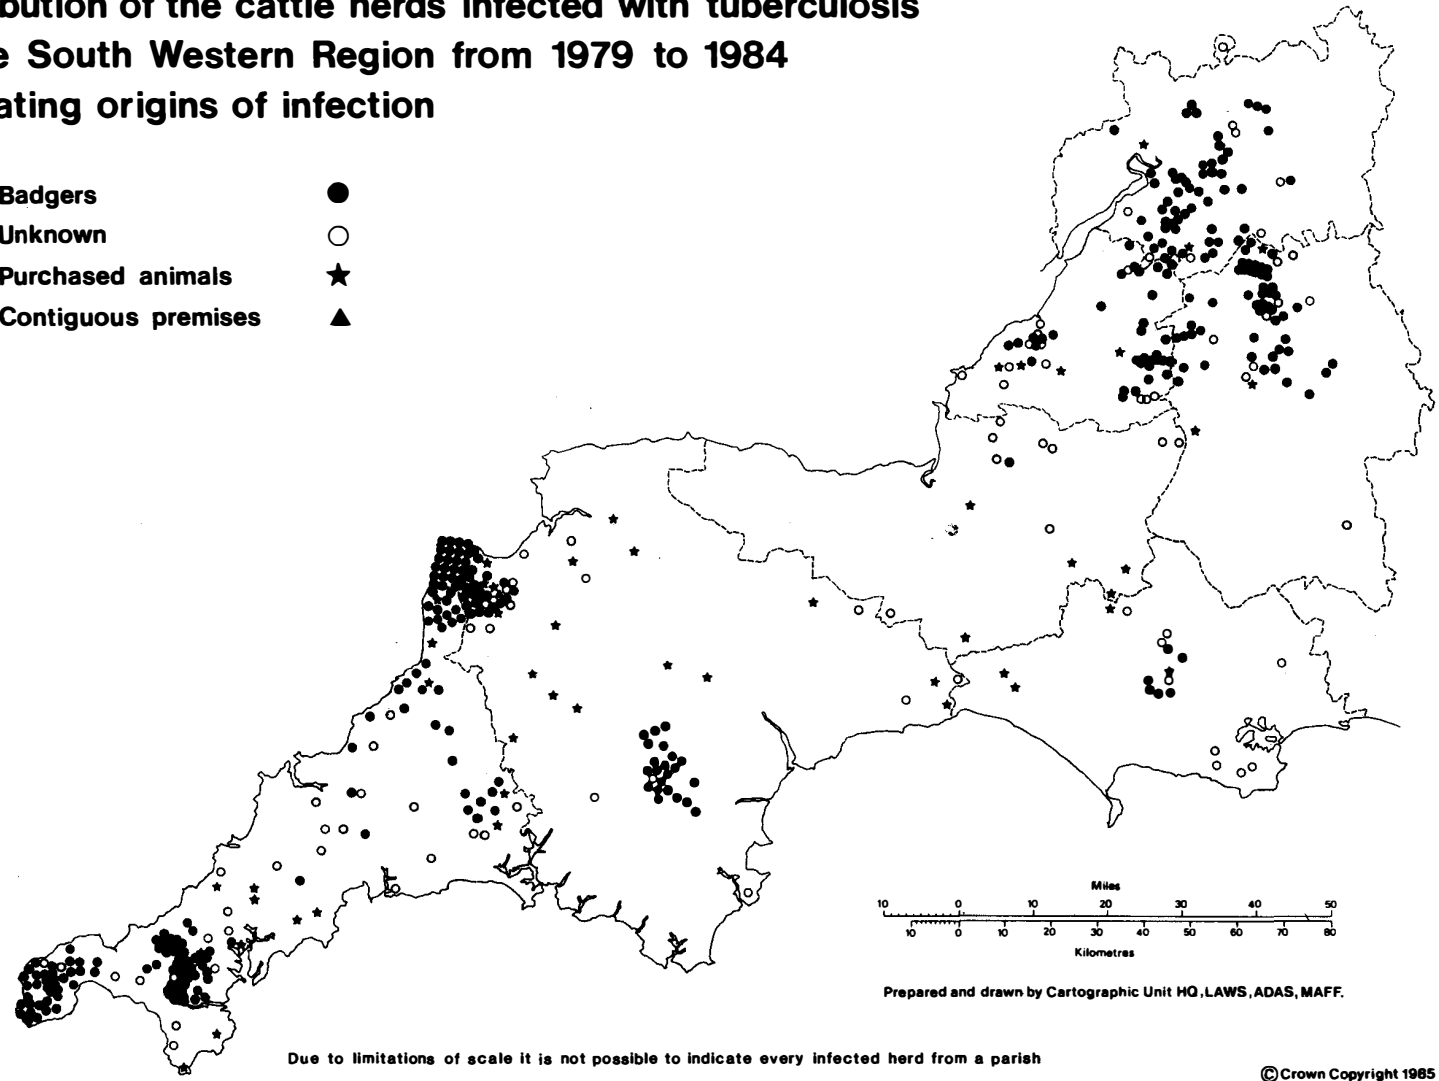 bution of the cattle herds infected with tuberculosis
e South Western Region from 1979 to 1984
ating origins of infection
Badgers
Unknown
Purchased animals
Contiguous premises
Miles
10 0 10 20 30 40 50
10 0 10 20 30 40 50 60 70 80
Kilometres
Prepared and drawn by Cartographic Unit HQ,LAWS,ADAS,MAFF.
Due to limitations of scale it is not possible to indicate every infected herd from a parish
©Crown Copyright 1985